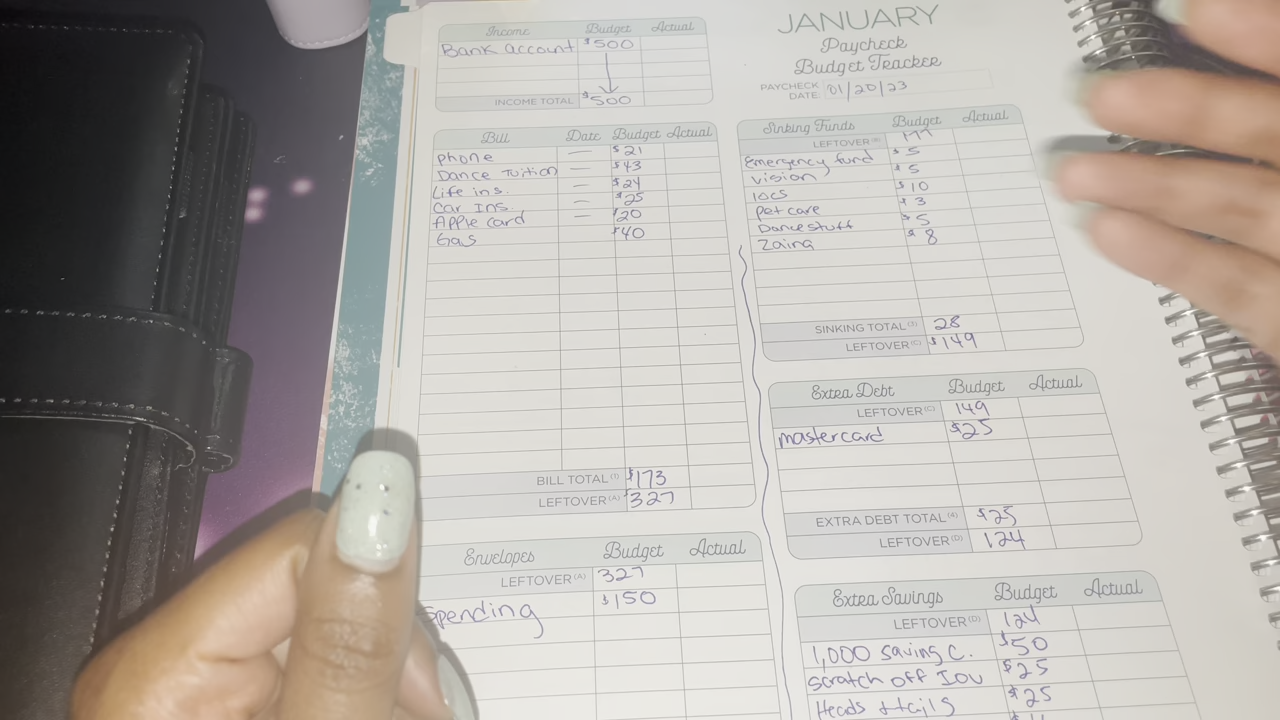 Income Budget Actual
Bank account $500
INCOME TOTAL $500
JANUARY
Paycheck
Budget Tracker
PAYCHECK DATE: 01/20/23
Bill Date Budget Actual
phone — $21
Dance Tuition — $43
Life ins. — $24
Car Ins. — $25
Apple card — $20
Gas $40
BILL TOTAL (1) $173
LEFTOVER (A) $327
Envelopes Budget Actual
LEFTOVER (A) 327
Spending $150
Sinking Funds Budget Actual
LEFTOVER (B) 177
Emergency fund $5
vision $5
locs $10
pet care $3
Dance stuff $5
Zaina $8
SINKING TOTAL (3) 28
LEFTOVER (C) $149
Extra Debt Budget Actual
LEFTOVER (C) 149
mastercard $25
EXTRA DEBT TOTAL (4) $25
LEFTOVER (D) 124
Extra Savings Budget Actual
LEFTOVER (D) 124
1,000 saving c. $50
Scratch off IOU $25
Heads + tails $25